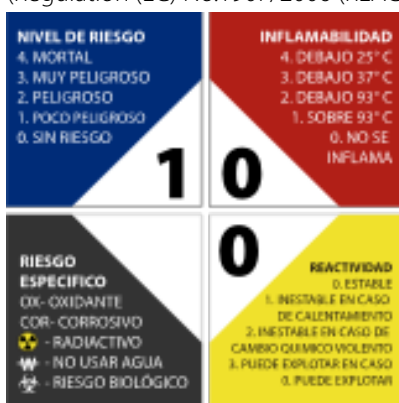 NIVEL DE RIESGO
4. MORTAL
3. MUY PELIGROSO
2. PELIGROSO
1. POCO PELIGROSO
0. SIN RIESGO
1
INFLAMABILIDAD
4. DEBAJO 25° C
3. DEBAJO 37° C
2. DEBAJO 93° C
1. SOBRE 93° C
0. NO SE
INFLAMA
0
RIESGO
ESPECIFICO
OX- OXIDANTE
COR- CORROSIVO
- RADIACTIVO
W - NO USAR AGUA
- RIESGO BIOLÓGICO
0
REACTIVIDAD
0. ESTABLE
1. INESTABLE EN CASO
DE CALENTAMIENTO
2. INESTABLE EN CASO DE
CAMBIO QUIMICO VIOLENTO
3. PUEDE EXPLOTAR EN CASO
0. PUEDE EXPLOTAR